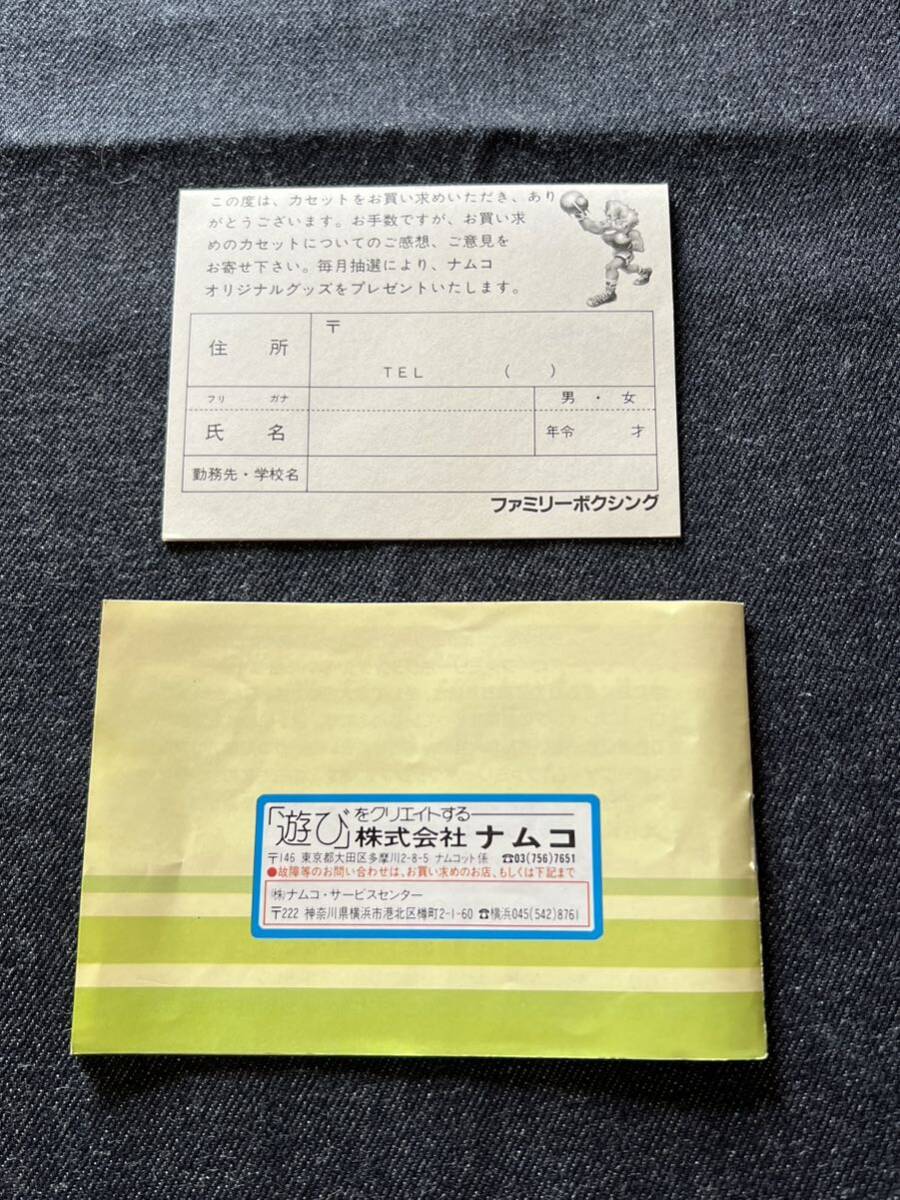 この度は、カセットをお買い求めいただき、あり
がとうございます。お手数ですが、お買い求
めのカセットについてのご感想、ご意見を
お寄せ下さい。毎月抽選により、ナムコ
オリジナルグッズをプレゼントいたします。
住 所
〒
TEL ( )
フリ ガナ
男 ・ 女
氏 名
年令 才
勤務先・学校名
ファミリーボクシング
「遊び」をクリエイトする
株式会社 ナムコ
〒146 東京都大田区多摩川2-8-5 ナムコット係 ☎03(756)7651
●故障等のお問い合わせは、お買い求めのお店、もしくは下記まで
㈱ナムコ・サービスセンター
〒222 神奈川県横浜市港北区樽町2-1-60 ☎横浜045(542)8761